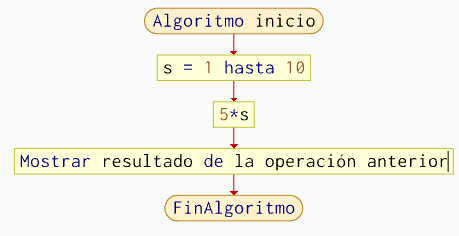 Algoritmo inicio
s = 1 hasta 10
5*s
Mostrar resultado de la operación anterior
FinAlgoritmo